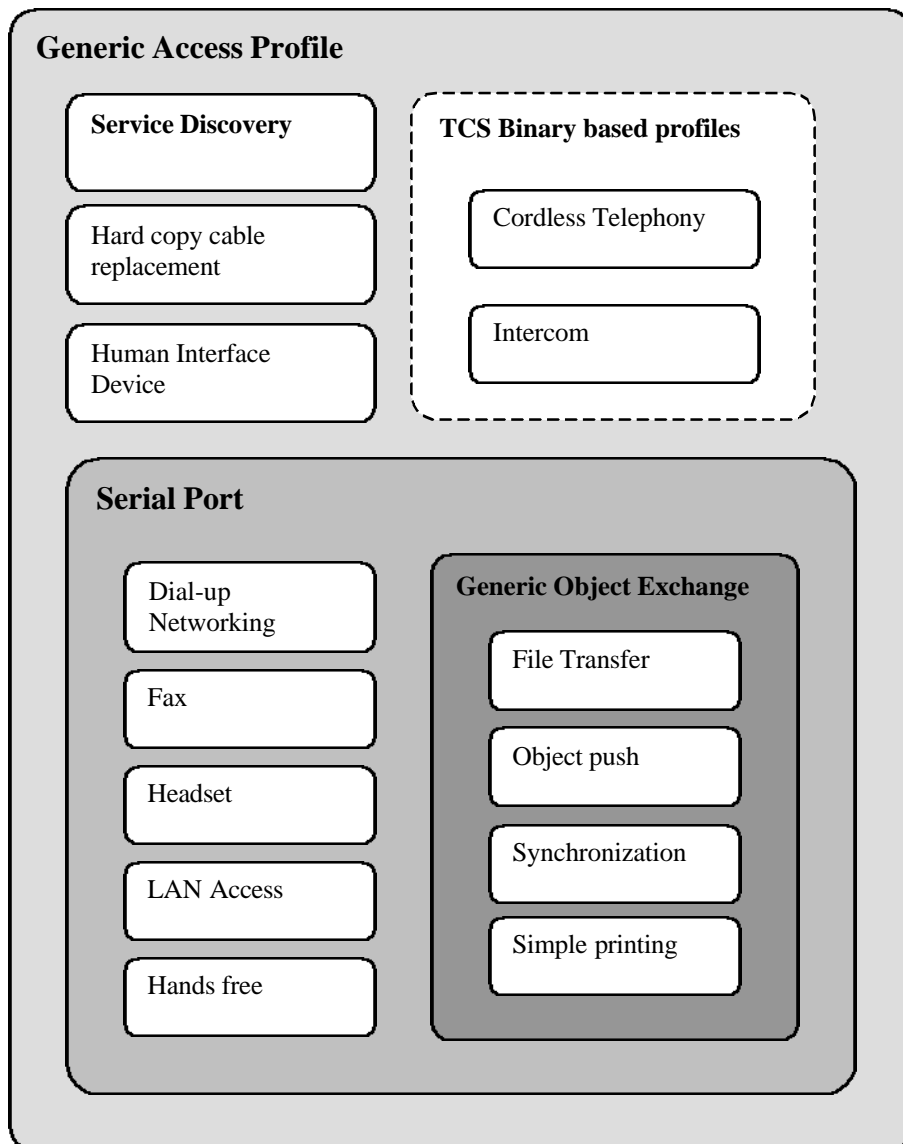 Generic Access Profile
Service Discovery
Hard copy cable
replacement
Human Interface
Device
TCS Binary based profiles
Cordless Telephony
Intercom
Serial Port
Dial-up
Networking
Fax
Headset
LAN Access
Hands free
Generic Object Exchange
File Transfer
Object push
Synchronization
Simple printing